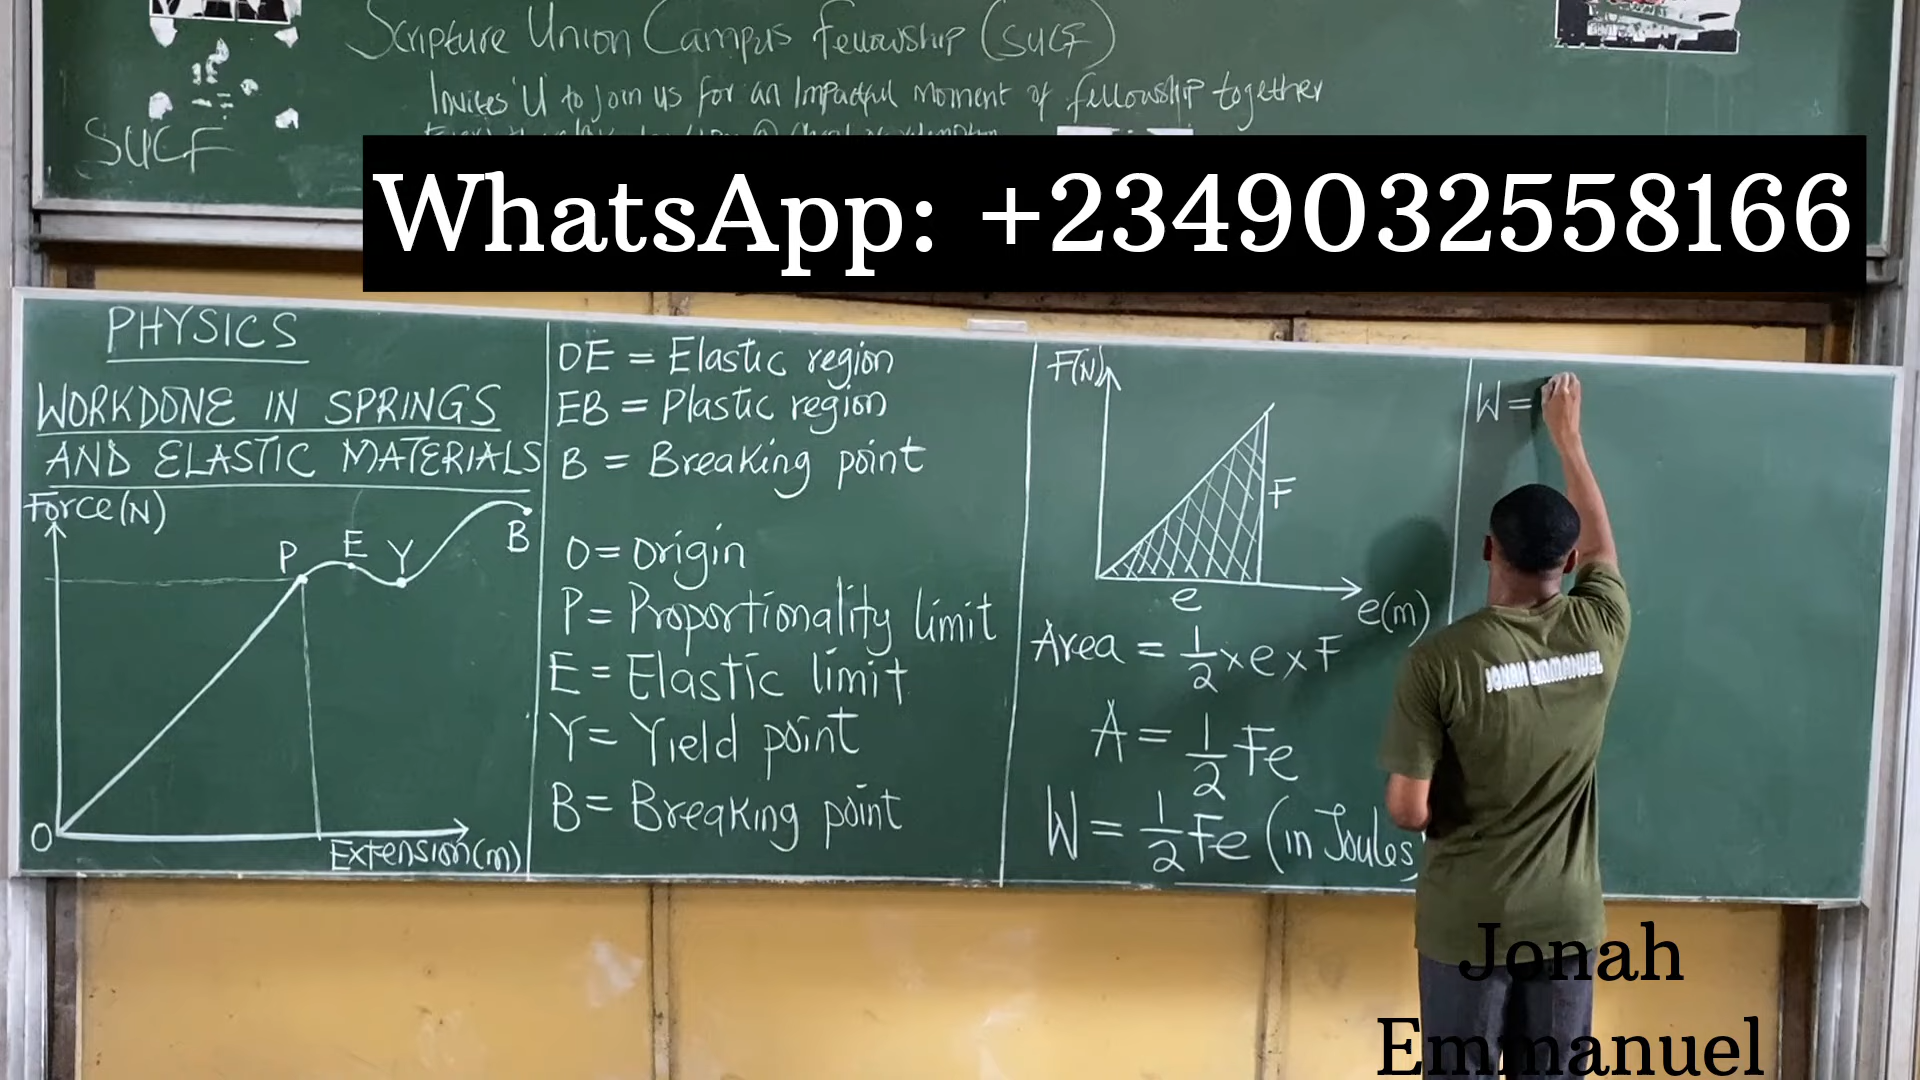 Scripture Union Campus Fellowship (SUCF)
Invites 'U' to join us for an Impactful Moment of fellowship together
SUCF
WhatsApp: +2349032558166
PHYSICS
WORKDONE IN SPRINGS
AND ELASTIC MATERIALS
Force(N)
P
E
Y
B
O
Extension(m)
OE = Elastic region
EB = Plastic region
B = Breaking point
O = Origin
P = Proportionality limit
E = Elastic limit
Y = Yield point
B = Breaking point
F(N)
F
e
e(m)
Area = 1/2 × e × F
A = 1/2 Fe
W = 1/2 Fe (in Joules)
W =
JONAH EMMANUEL
Jonah
Emmanuel